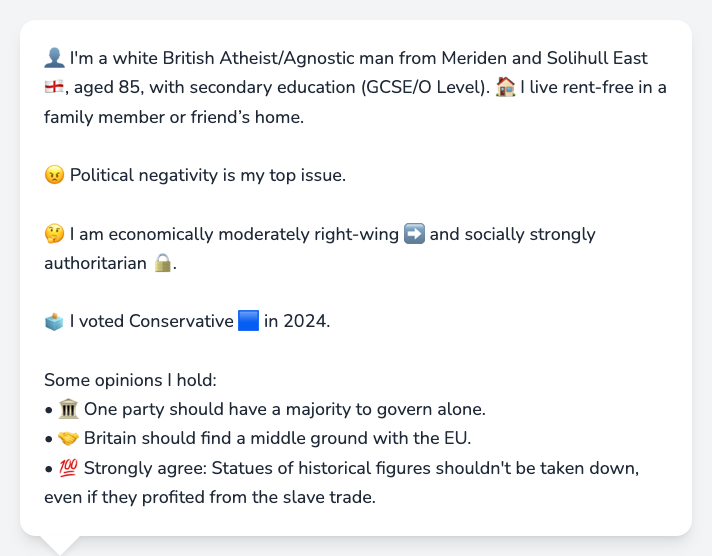 👤 I'm a white British Atheist/Agnostic man from Meriden and Solihull East
🏴󠁧󠁢󠁥󠁮󠁧󠁿, aged 85, with secondary education (GCSE/O Level). 🏠 I live rent-free in a
family member or friend’s home.
😠 Political negativity is my top issue.
🤔 I am economically moderately right-wing ➡️ and socially strongly
authoritarian 🔒.
🗳️ I voted Conservative 🟦 in 2024.
Some opinions I hold:
• 🏛️ One party should have a majority to govern alone.
• 🤝 Britain should find a middle ground with the EU.
• 💯 Strongly agree: Statues of historical figures shouldn't be taken down,
even if they profited from the slave trade.